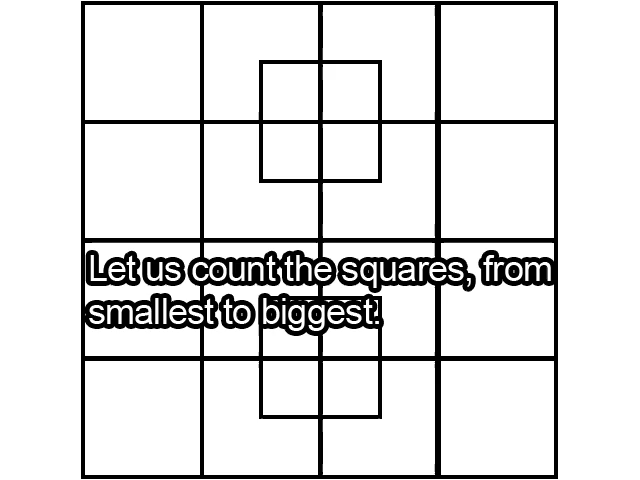 Let us count the squares, from
smallest to biggest.